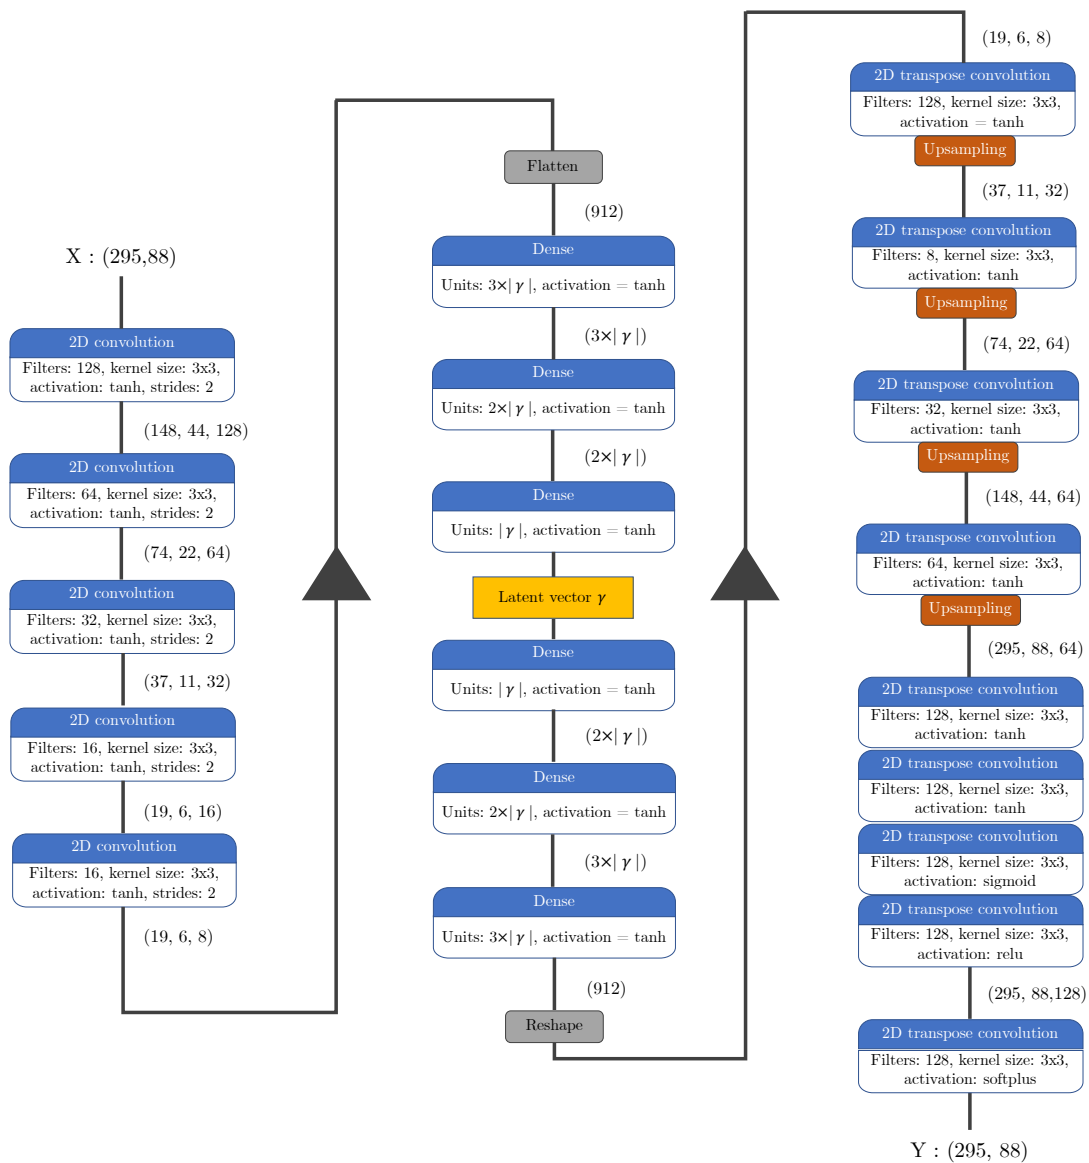 X : (295,88)
2D convolution
Filters: 128, kernel size: 3x3,
activation: tanh, strides: 2
(148, 44, 128)
2D convolution
Filters: 64, kernel size: 3x3,
activation: tanh, strides: 2
(74, 22, 64)
2D convolution
Filters: 32, kernel size: 3x3,
activation: tanh, strides: 2
(37, 11, 32)
2D convolution
Filters: 16, kernel size: 3x3,
activation: tanh, strides: 2
(19, 6, 16)
2D convolution
Filters: 16, kernel size: 3x3,
activation: tanh, strides: 2
(19, 6, 8)
Flatten
(912)
Dense
Units: 3×| γ |, activation = tanh
(3×| γ |)
Dense
Units: 2×| γ |, activation = tanh
(2×| γ |)
Dense
Units: | γ |, activation = tanh
Latent vector γ
Dense
Units: | γ |, activation = tanh
(2×| γ |)
Dense
Units: 2×| γ |, activation = tanh
(3×| γ |)
Dense
Units: 3×| γ |, activation = tanh
(912)
Reshape
(19, 6, 8)
2D transpose convolution
Filters: 128, kernel size: 3x3,
activation = tanh
Upsampling
(37, 11, 32)
2D transpose convolution
Filters: 8, kernel size: 3x3,
activation: tanh
Upsampling
(74, 22, 64)
2D transpose convolution
Filters: 32, kernel size: 3x3,
activation: tanh
Upsampling
(148, 44, 64)
2D transpose convolution
Filters: 64, kernel size: 3x3,
activation: tanh
Upsampling
(295, 88, 64)
2D transpose convolution
Filters: 128, kernel size: 3x3,
activation: tanh
2D transpose convolution
Filters: 128, kernel size: 3x3,
activation: tanh
2D transpose convolution
Filters: 128, kernel size: 3x3,
activation: sigmoid
2D transpose convolution
Filters: 128, kernel size: 3x3,
activation: relu
(295, 88,128)
2D transpose convolution
Filters: 128, kernel size: 3x3,
activation: softplus
Y : (295, 88)